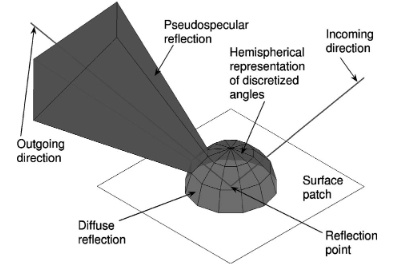 Pseudospecular
reflection
Incoming
direction
Hemispherical
representation
of discretized
angles
Outgoing
direction
Surface
patch
Diffuse
reflection
Reflection
point